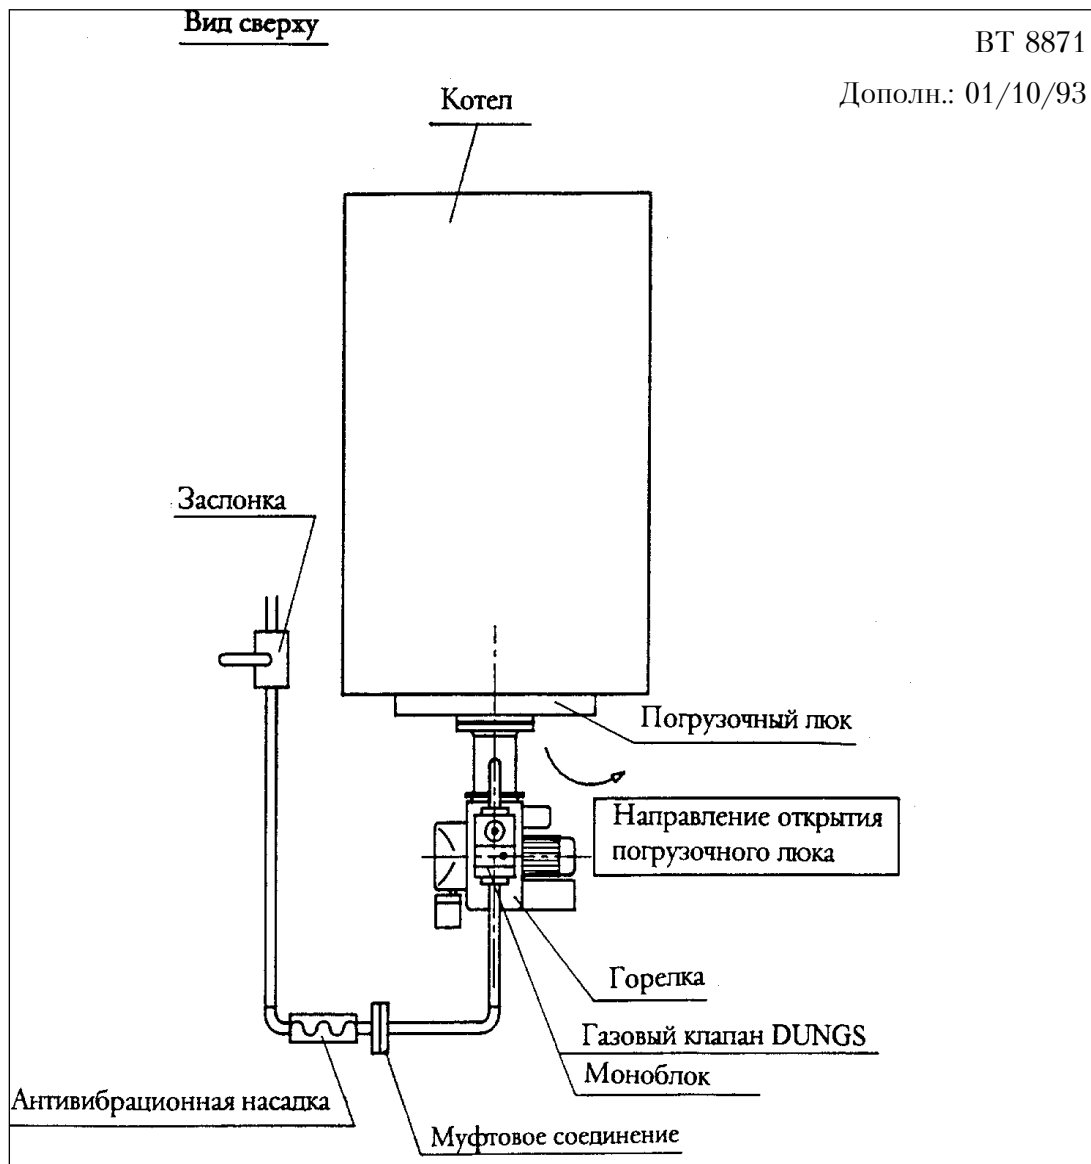 Вид сверху
BT 8871
Дополн.: 01/10/93
Котел
Заслонка
Погрузочный люк
Направление открытия
погрузочного люка
Горелка
Газовый клапан DUNGS
Моноблок
Антивибрационная насадка
Муфтовое соединение